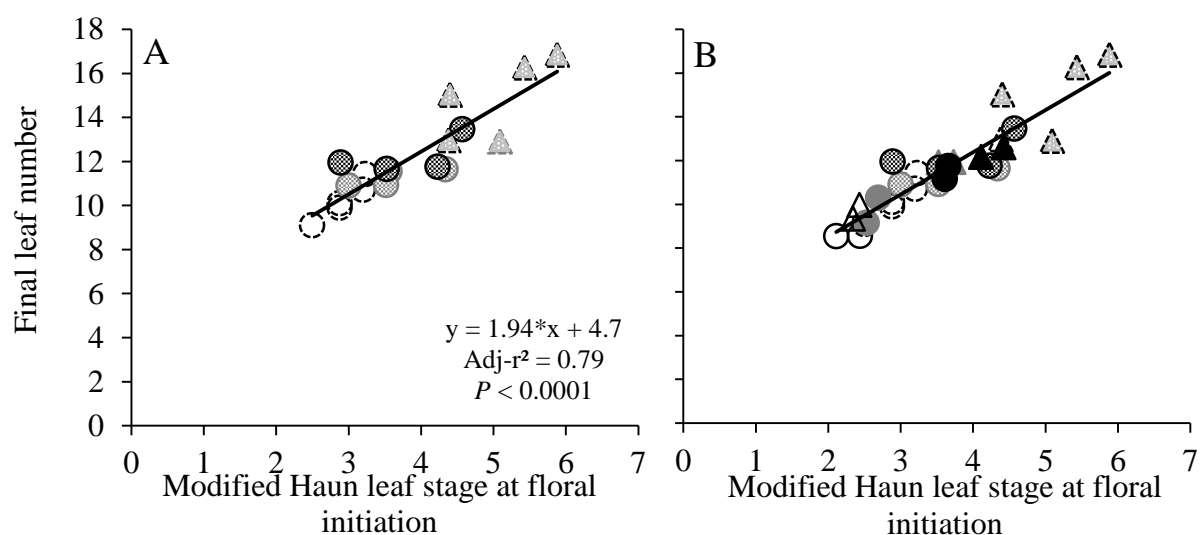 Final leaf number
18
16
14
12
10
8
6
4
2
0
A
y = 1.94*x + 4.7
Adj-r² = 0.79
P < 0.0001
0 1 2 3 4 5 6 7
Modified Haun leaf stage at floral
initiation
B
0 1 2 3 4 5 6 7
Modified Haun leaf stage at floral
initiation